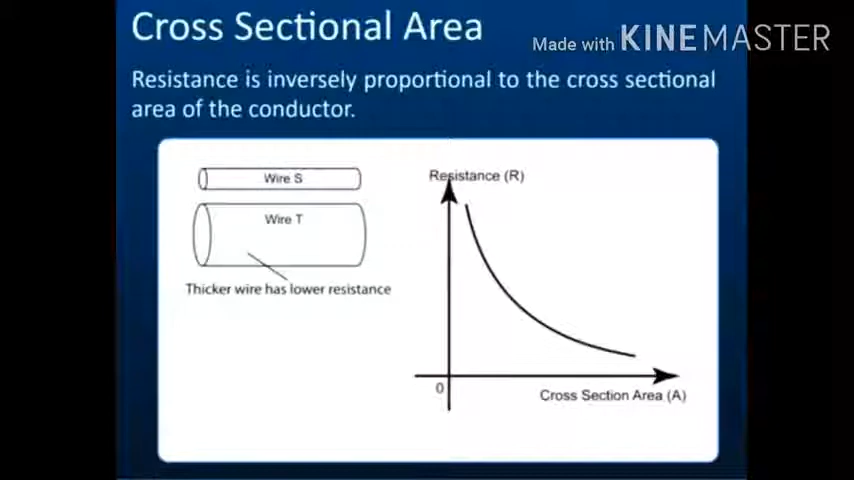 Cross Sectional Area
Made with KINEMASTER
Resistance is inversely proportional to the cross sectional
area of the conductor.
Wire S
Wire T
Thicker wire has lower resistance
Resistance (R)
0
Cross Section Area (A)